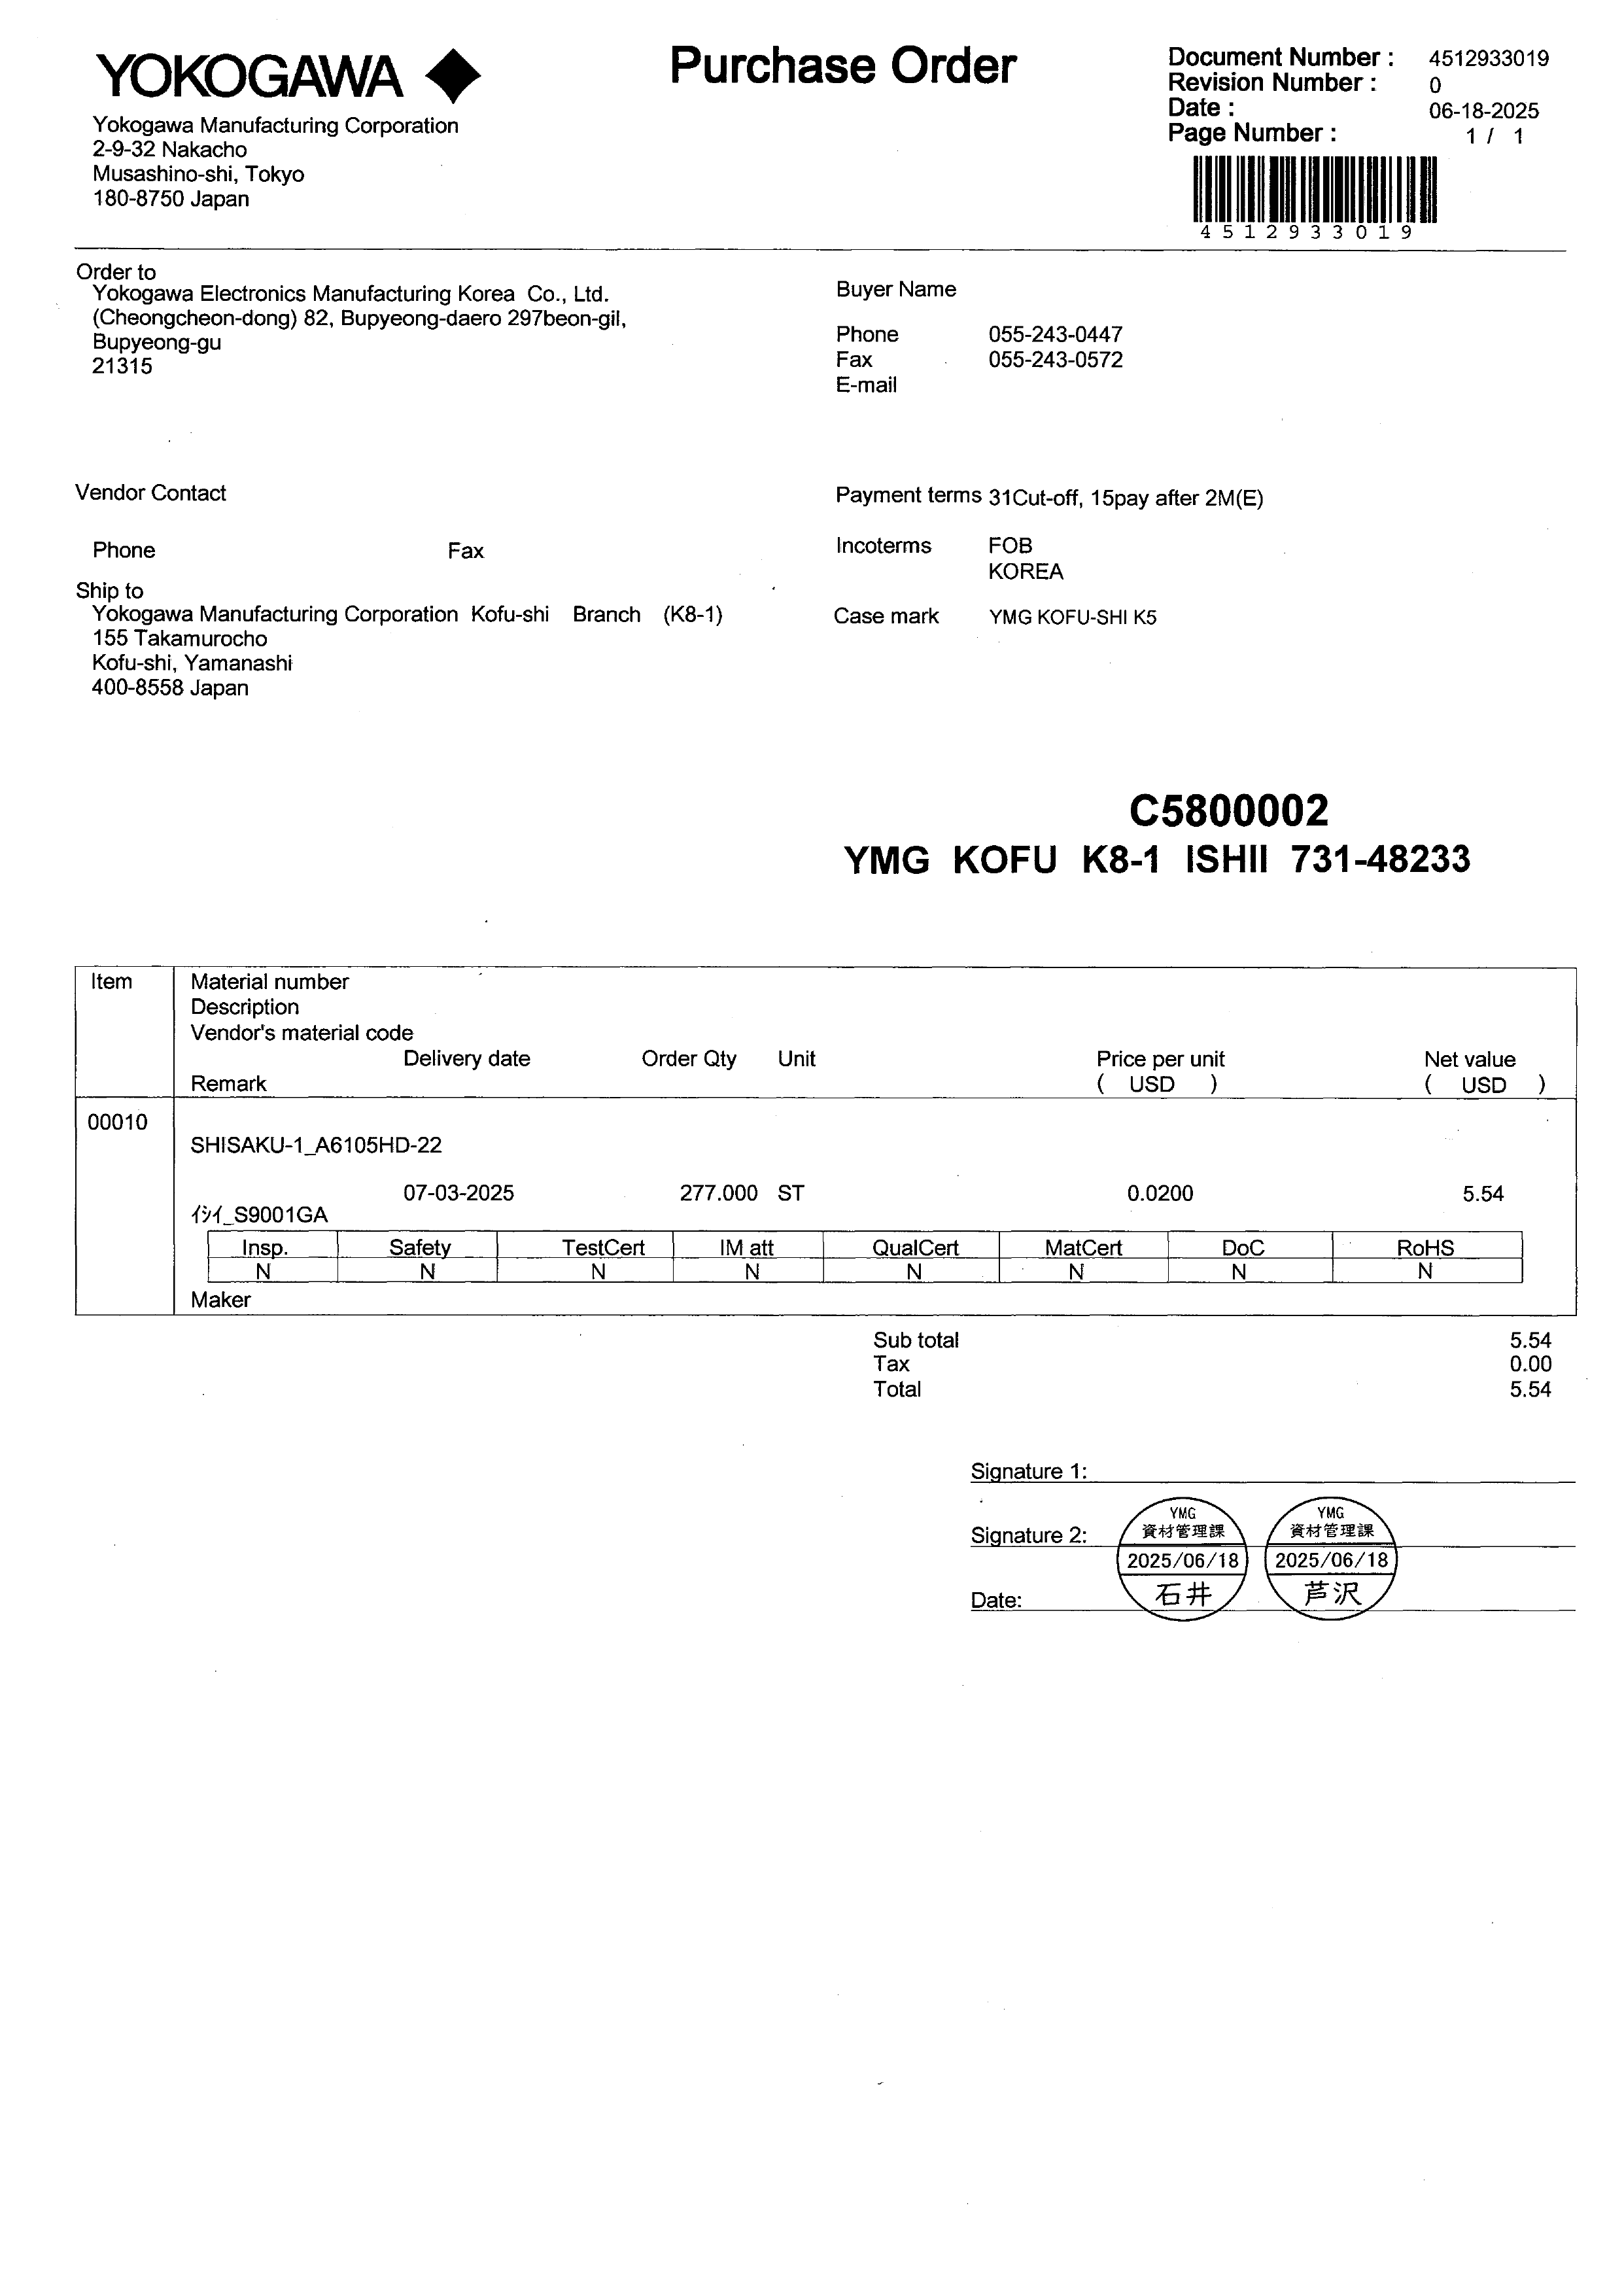 YOKOGAWA
Purchase Order
Document Number : 4512933019
Revision Number : 0
Date : 06-18-2025
Page Number : 1 / 1
4512933019
Yokogawa Manufacturing Corporation
2-9-32 Nakacho
Musashino-shi, Tokyo
180-8750 Japan
Order to
Yokogawa Electronics Manufacturing Korea Co., Ltd.
(Cheongcheon-dong) 82, Bupyeong-daero 297beon-gil,
Bupyeong-gu
21315
Buyer Name
Phone 055-243-0447
Fax 055-243-0572
E-mail
Vendor Contact
Phone Fax
Payment terms 31Cut-off, 15pay after 2M(E)
Incoterms FOB
KOREA
Case mark YMG KOFU-SHI K5
Ship to
Yokogawa Manufacturing Corporation Kofu-shi Branch (K8-1)
155 Takamurocho
Kofu-shi, Yamanashi
400-8558 Japan
C5800002
YMG KOFU K8-1 ISHII 731-48233
Item Material number
Description
Vendor's material code
Delivery date Order Qty Unit Price per unit Net value
Remark ( USD ) ( USD )
00010
SHISAKU-1_A6105HD-22
07-03-2025 277.000 ST 0.0200 5.54
ｲｼｲ_S9001GA
Insp. Safety TestCert IM att QualCert MatCert DoC RoHS
N N N N N N N N
Maker
Sub total 5.54
Tax 0.00
Total 5.54
Signature 1:
Signature 2:
Date:
YMG
資材管理課
2025/06/18
石井
YMG
資材管理課
2025/06/18
芦沢